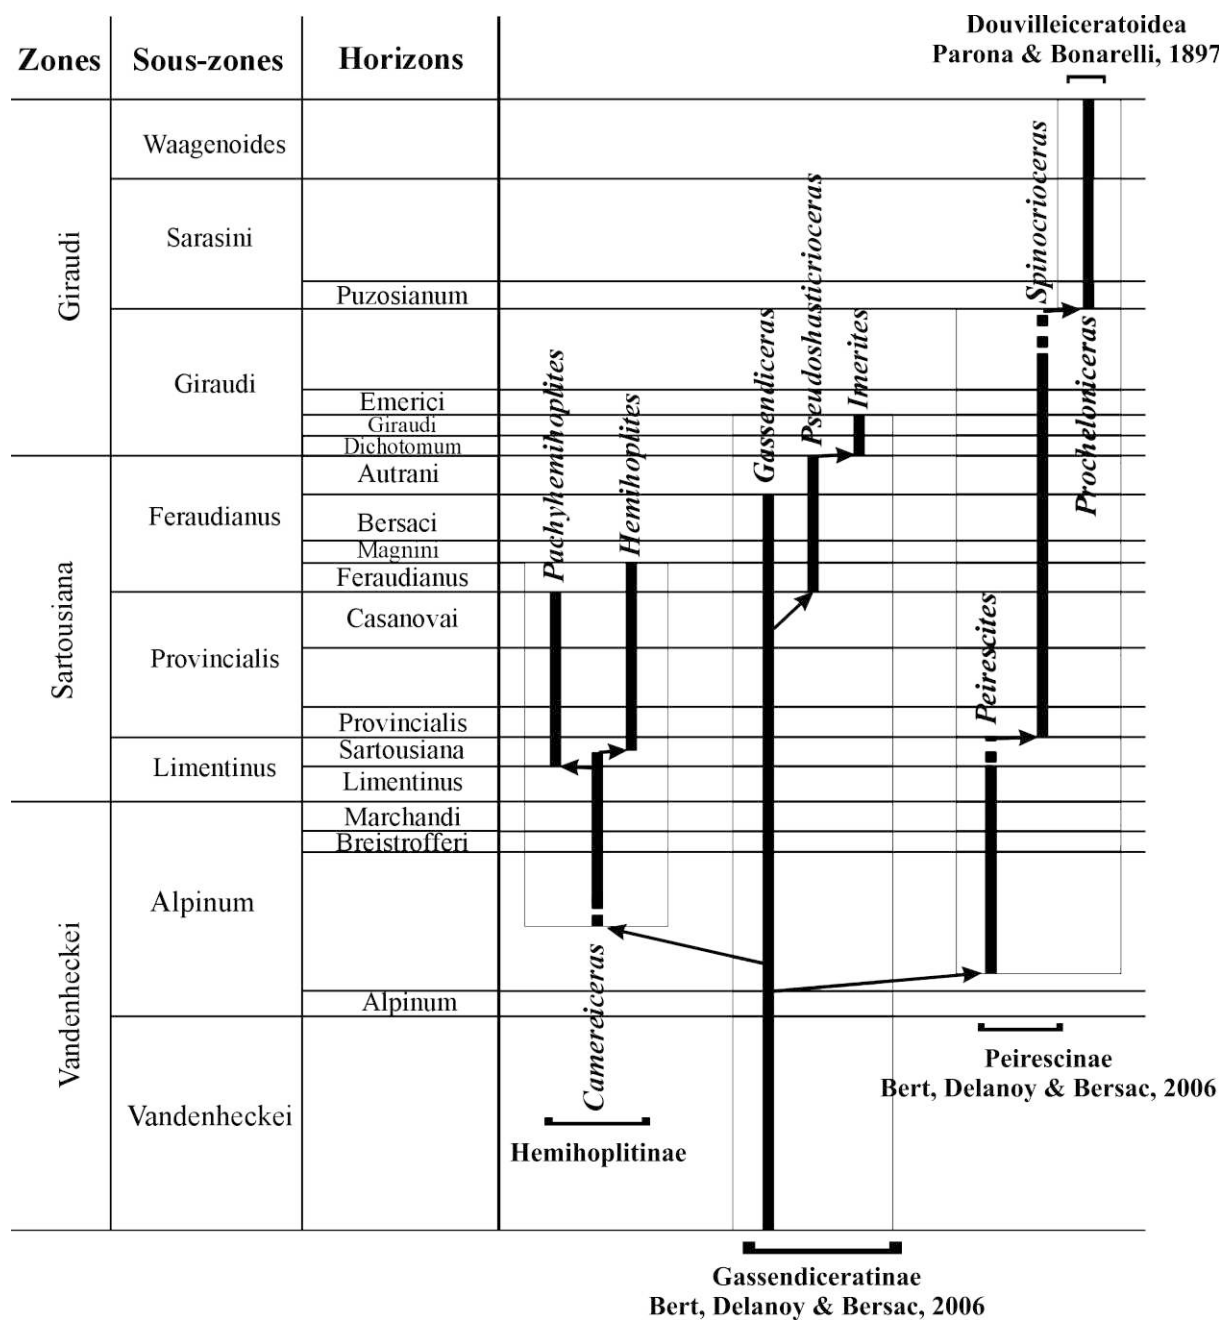 Douvilleiceratoidea
Parona & Bonarelli, 1897
Zones
Sous-zones
Horizons
Giraudi
Waagenoides
Sarasini
Puzosianum
Giraudi
Emerici
Giraudi
Dichotomum
Sartousiana
Feraudianus
Autrani
Bersaci
Magnini
Feraudianus
Provincialis
Casanovai
Provincialis
Limentinus
Sartousiana
Limentinus
Vandenheckei
Alpinum
Marchandi
Breistrofferi
Alpinum
Vandenheckei
Pachyhemihoplites
Hemihoplites
Camereiceras
Gassendiceras
Pseudoshasticrioceras
Imerites
Peirescites
Spinocrioceras
Procheloniceras
Hemihoplitinae
Peirescinae
Bert, Delanoy & Bersac, 2006
Gassendiceratinae
Bert, Delanoy & Bersac, 2006